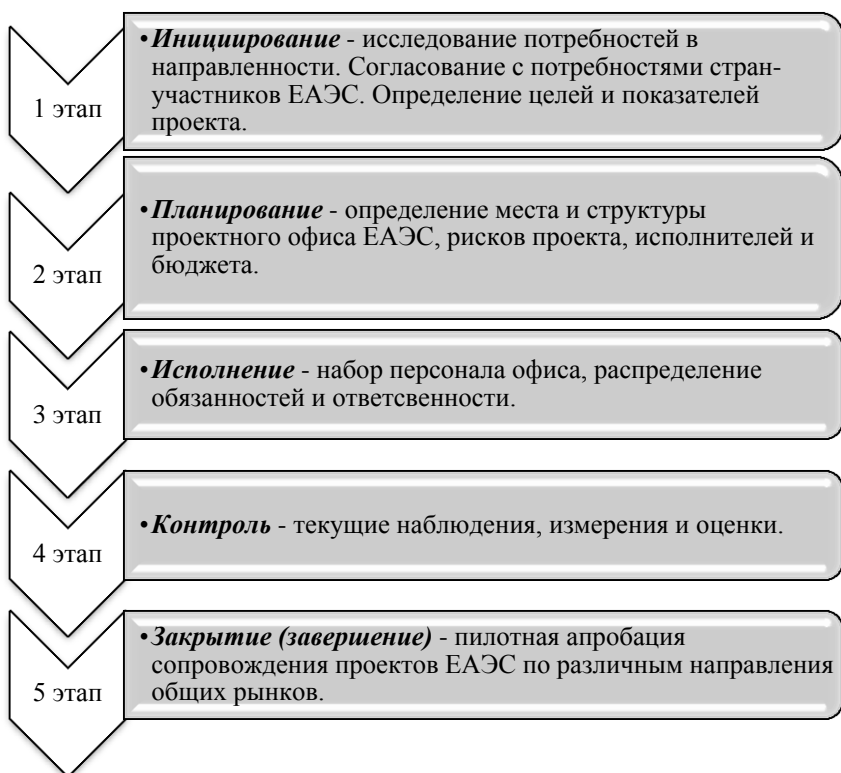 1 этап
•Инициирование - исследование потребностей в
направленности. Согласование с потребностями стран-
участников ЕАЭС. Определение целей и показателей
проекта.
2 этап
•Планирование - определение места и структуры
проектного офиса ЕАЭС, рисков проекта, исполнителей и
бюджета.
3 этап
•Исполнение - набор персонала офиса, распределение
обязанностей и ответсвенности.
4 этап
•Контроль - текущие наблюдения, измерения и оценки.
5 этап
•Закрытие (завершение) - пилотная апробация
сопровождения проектов ЕАЭС по различным направления
общих рынков.